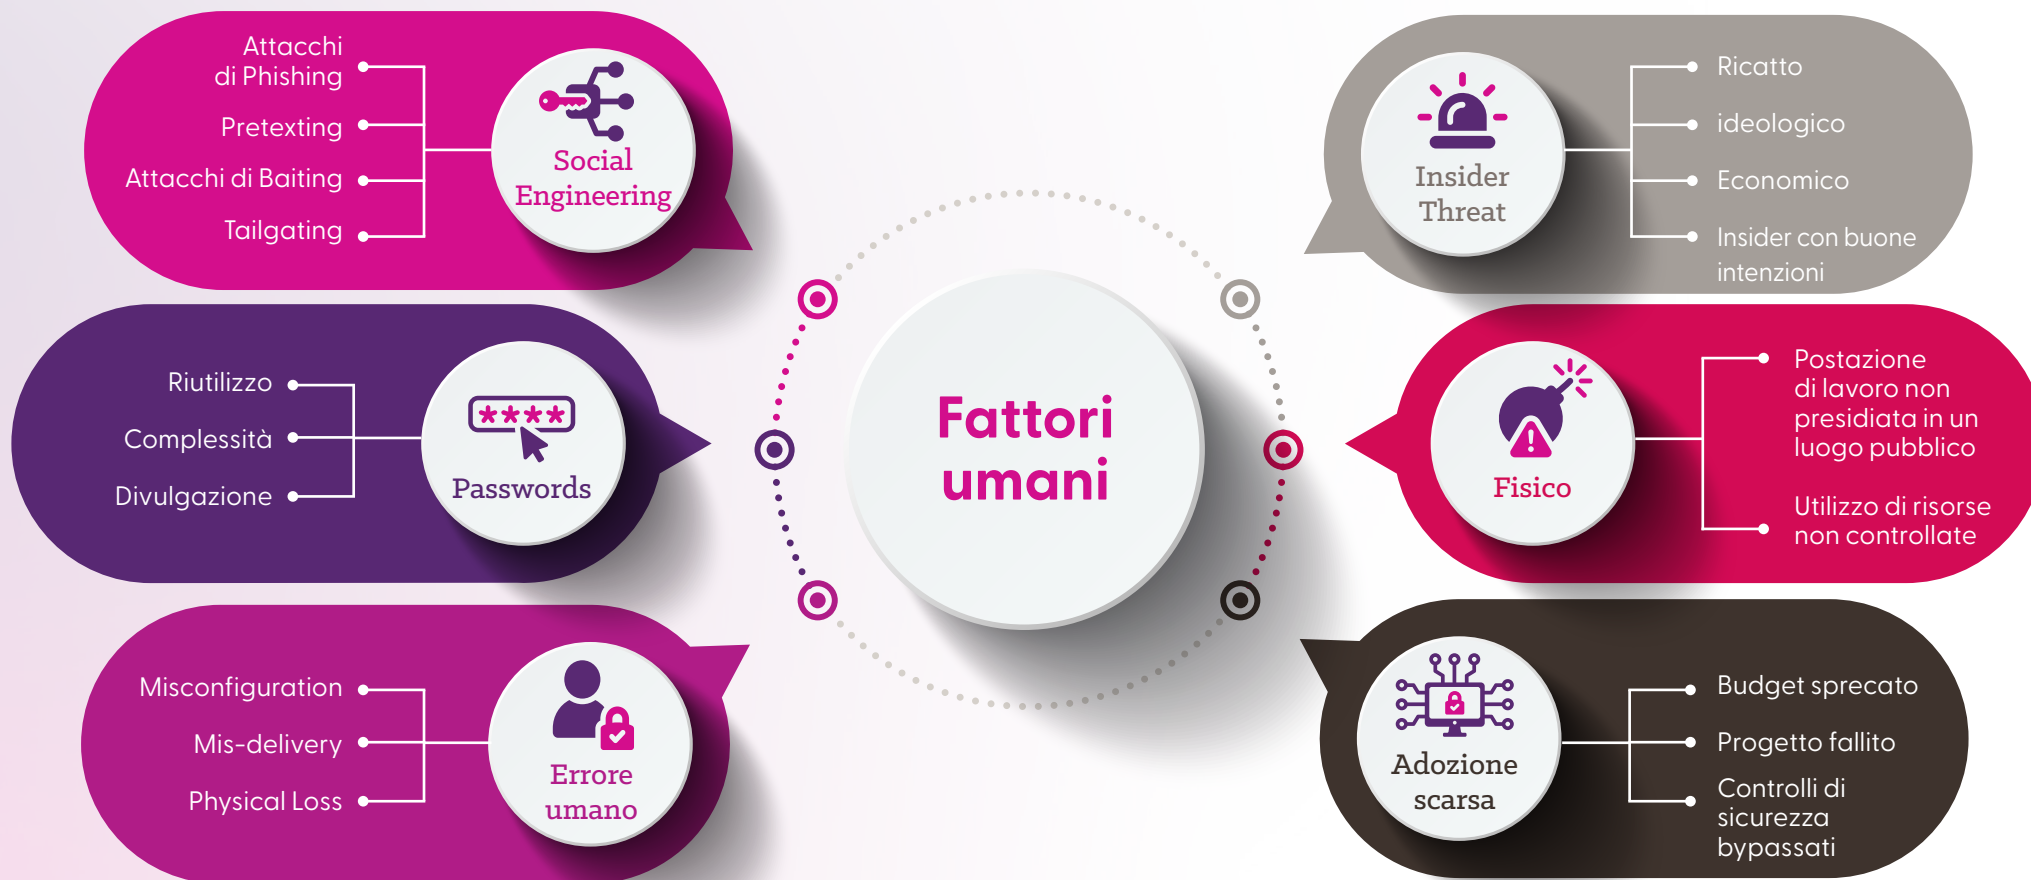 Attacchi
di Phishing
Pretexting
Attacchi di Baiting
Tailgating
Social
Engineering
Riutilizzo
Complessità
Divulgazione
****
Passwords
Misconfiguration
Mis-delivery
Physical Loss
Errore
umano
Fattori
umani
Insider
Threat
Ricatto
ideologico
Economico
Insider con buone
intenzioni
Fisico
Postazione
di lavoro non
presidiata in un
luogo pubblico
Utilizzo di risorse
non controllate
Adozione
scarsa
Budget sprecato
Progetto fallito
Controlli di
sicurezza
bypassati